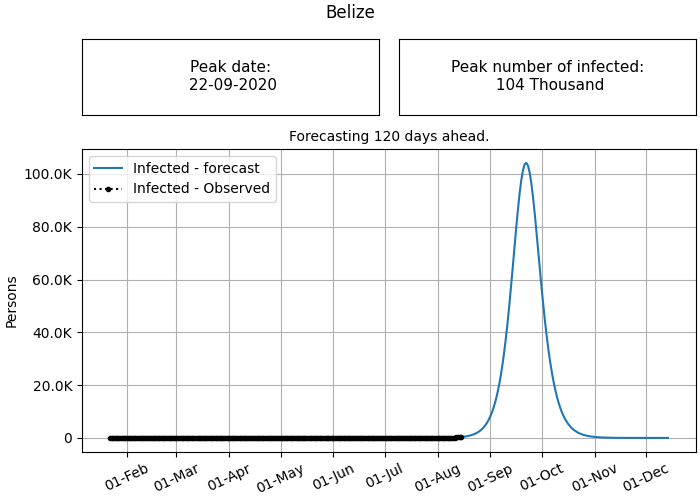 Belize
Peak date:
22-09-2020
Peak number of infected:
104 Thousand
Forecasting 120 days ahead.
Infected - forecast
Infected - Observed
100.0K
80.0K
60.0K
40.0K
20.0K
0
Persons
01-Feb
01-Mar
01-Apr
01-May
01-Jun
01-Jul
01-Aug
01-Sep
01-Oct
01-Nov
01-Dec